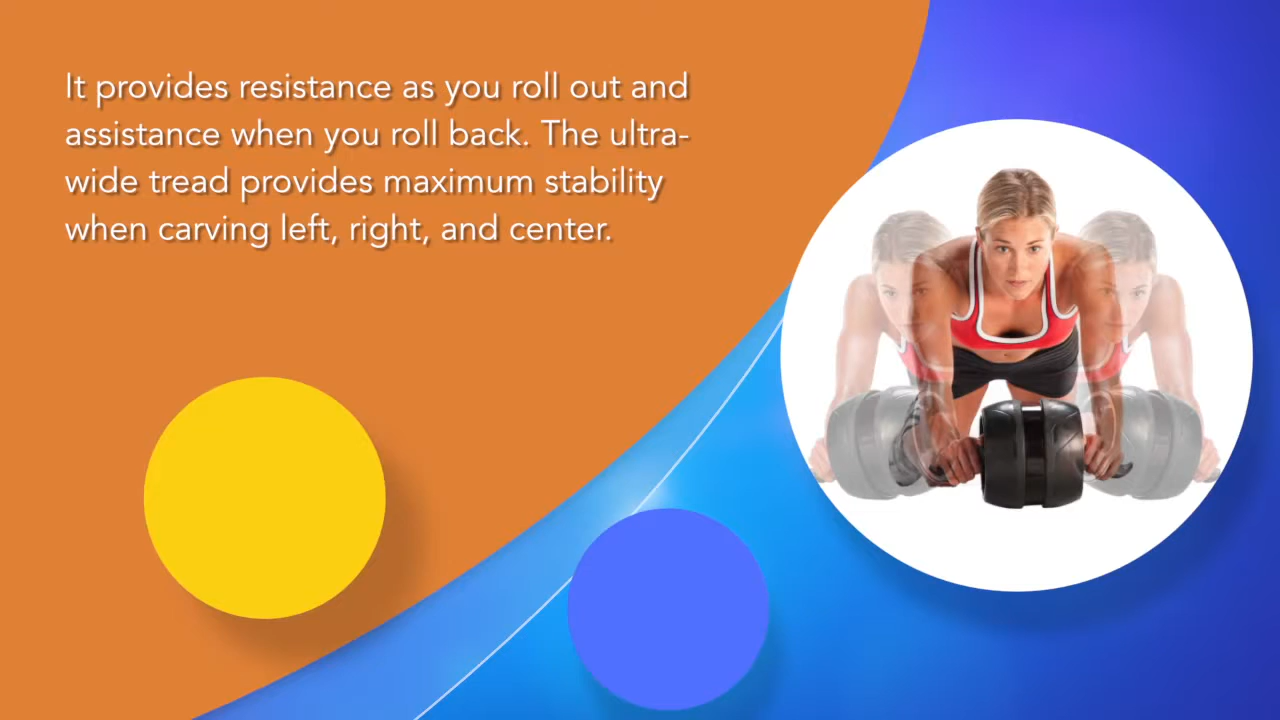 It provides resistance as you roll out and
assistance when you roll back. The ultra-
wide tread provides maximum stability
when carving left, right, and center.